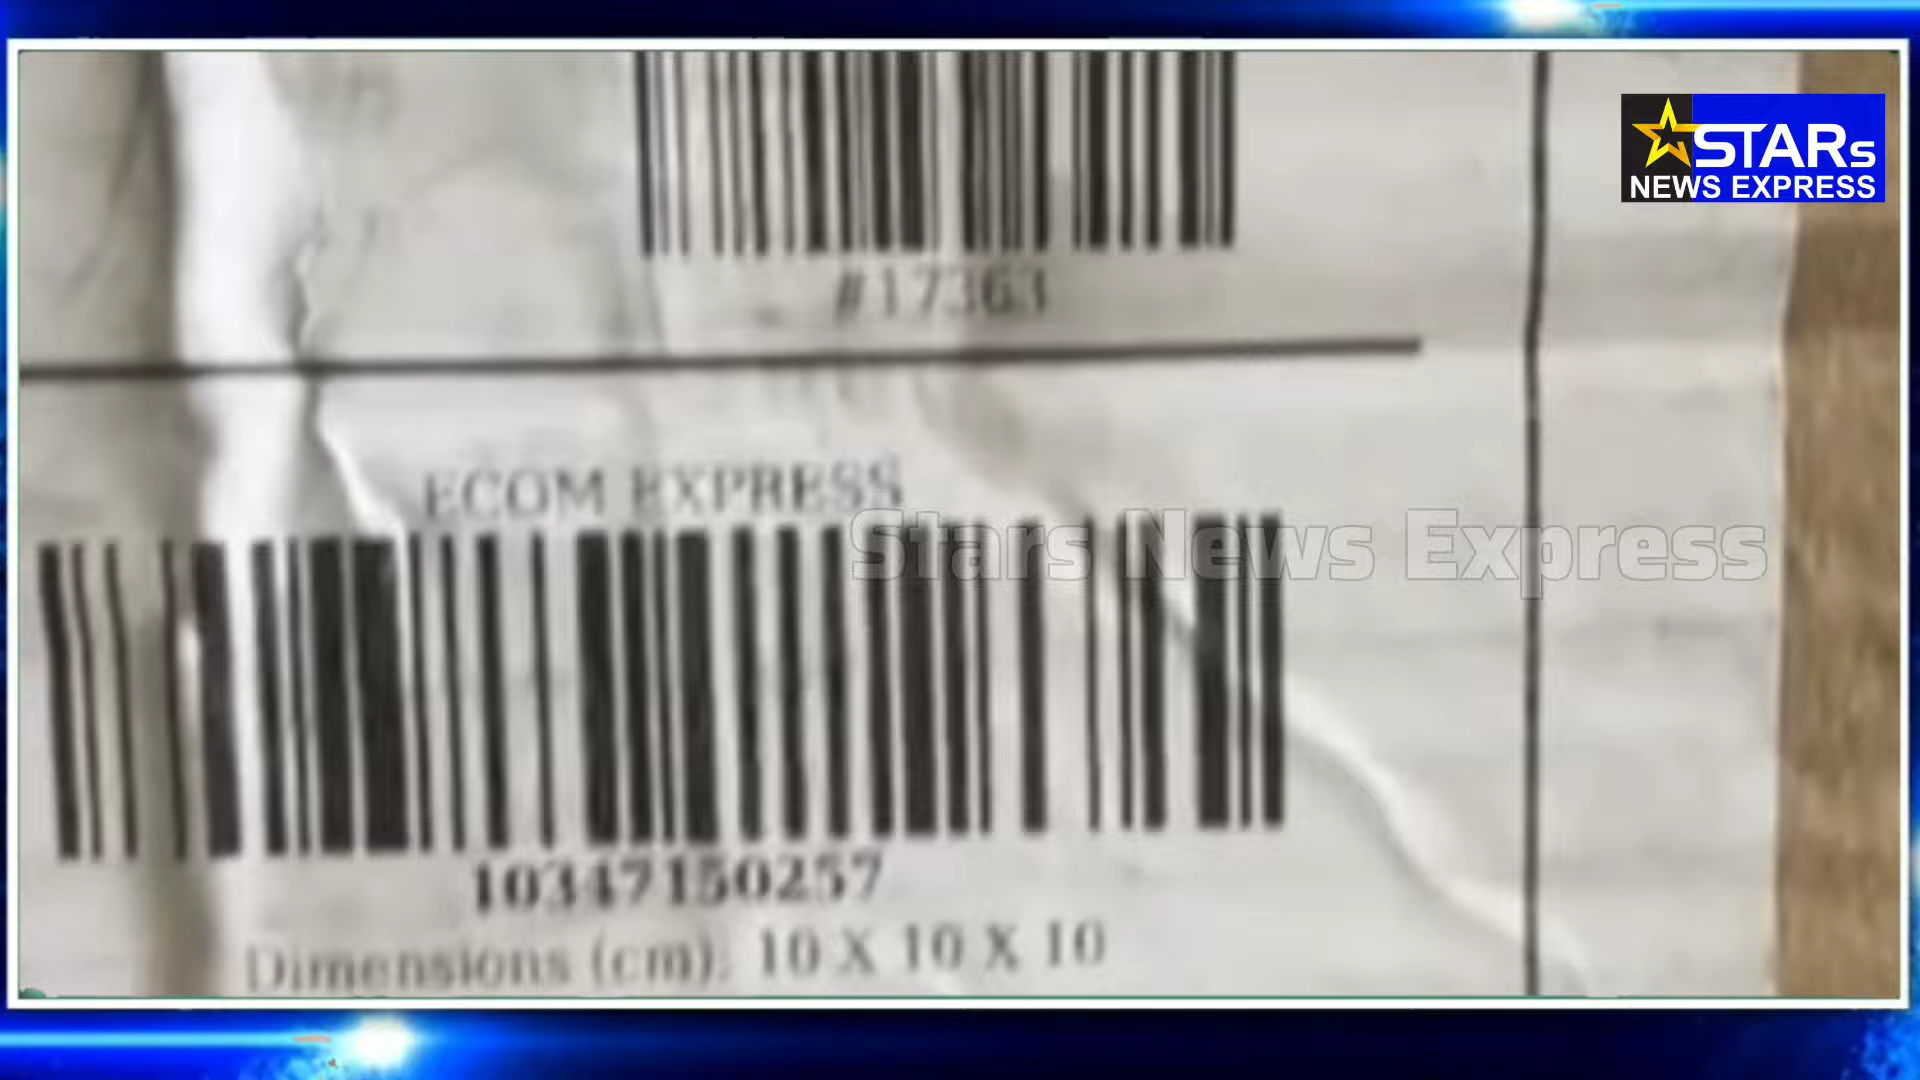 STARs
NEWS EXPRESS
#17363
ECOM EXPRESS
Stars News Express
10347150257
Dimensions (cm): 10 X 10 X 10